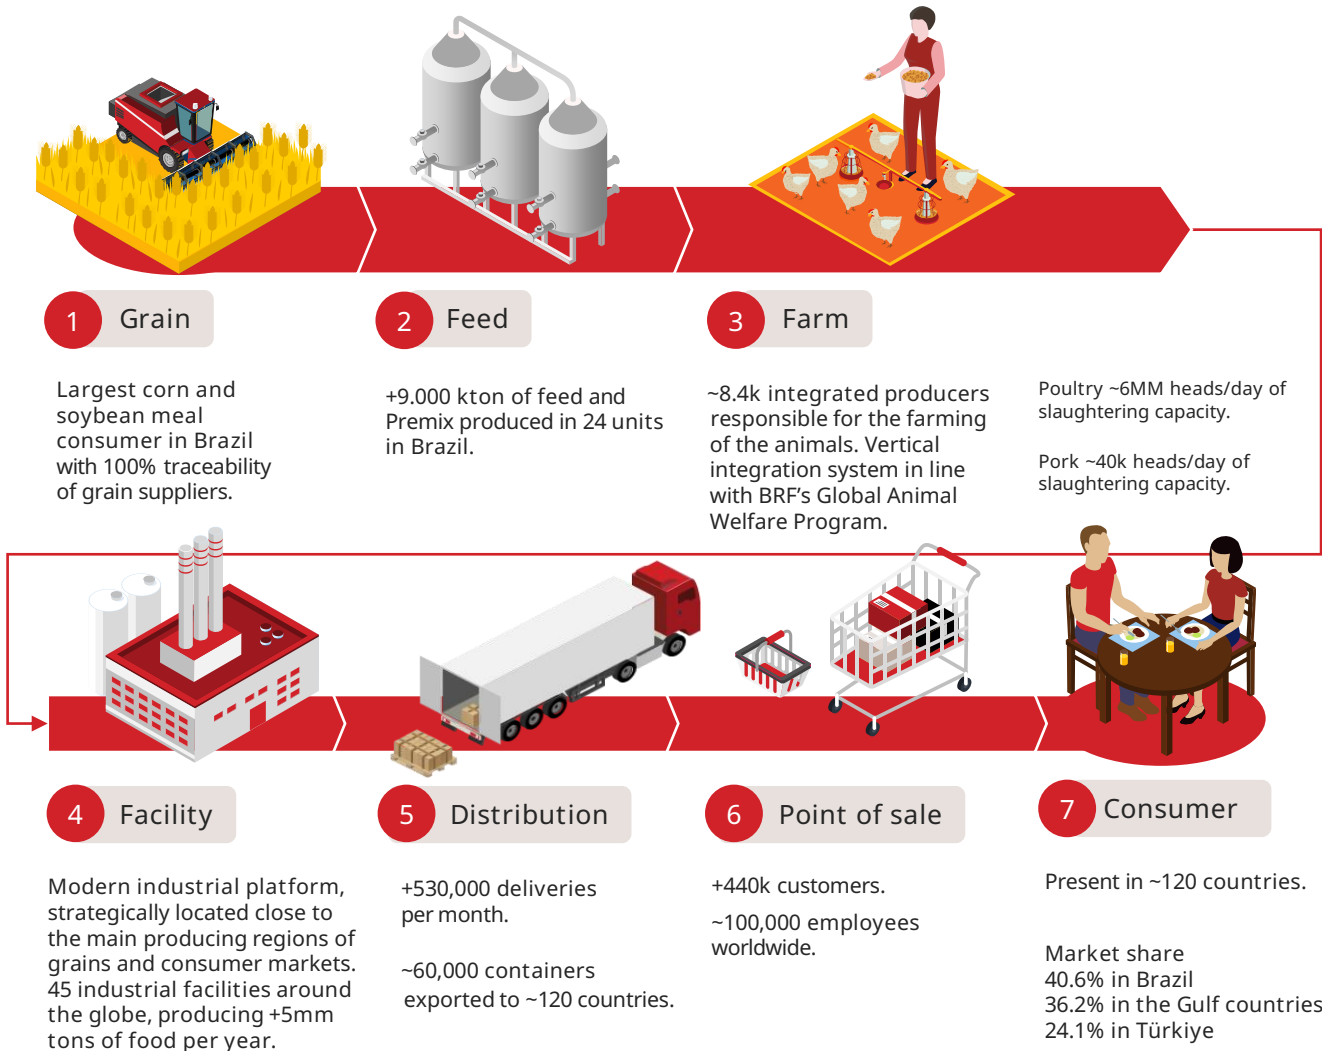 1 Grain
Largest corn and
soybean meal
consumer in Brazil
with 100% traceability
of grain suppliers.
2 Feed
+9.000 kton of feed and
Premix produced in 24 units
in Brazil.
3 Farm
~8.4k integrated producers
responsible for the farming
of the animals. Vertical
integration system in line
with BRF’s Global Animal
Welfare Program.
Poultry ~6MM heads/day of
slaughtering capacity.
Pork ~40k heads/day of
slaughtering capacity.
4 Facility
Modern industrial platform,
strategically located close to
the main producing regions of
grains and consumer markets.
45 industrial facilities around
the globe, producing +5mm
tons of food per year.
5 Distribution
+530,000 deliveries
per month.
~60,000 containers
exported to ~120 countries.
6 Point of sale
+440k customers.
~100,000 employees
worldwide.
7 Consumer
Present in ~120 countries.
Market share
40.6% in Brazil
36.2% in the Gulf countries
24.1% in Türkiye